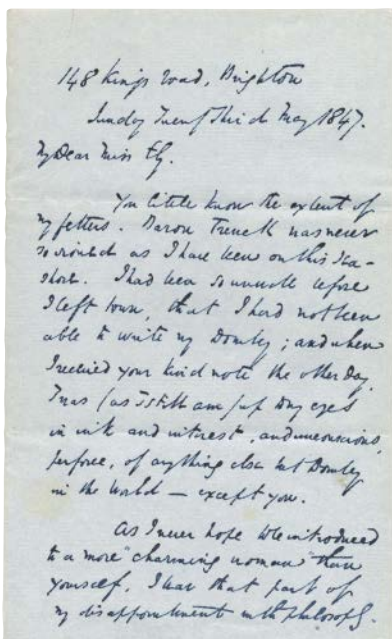 148 Kings Road, Brighton
Sunday Twenty Third May 1847.
My Dear Miss Ely.
You little know the extent of
my fetters. Baron Trenck was never
so ironed as I have been on this Sea-
shore. I had been so unwell before
I left town, that I had not been
able to write my Dombey; and when
I received your kind note the other day,
I was (as I still am) up to my eyes
in ink and interest, and unconscious,
perforce, of anything else but Dombey
in the world — except you.
As I never hope to be introduced
to a more "charming woman" than
yourself, I bear that part of
my disappointment with philosophy.